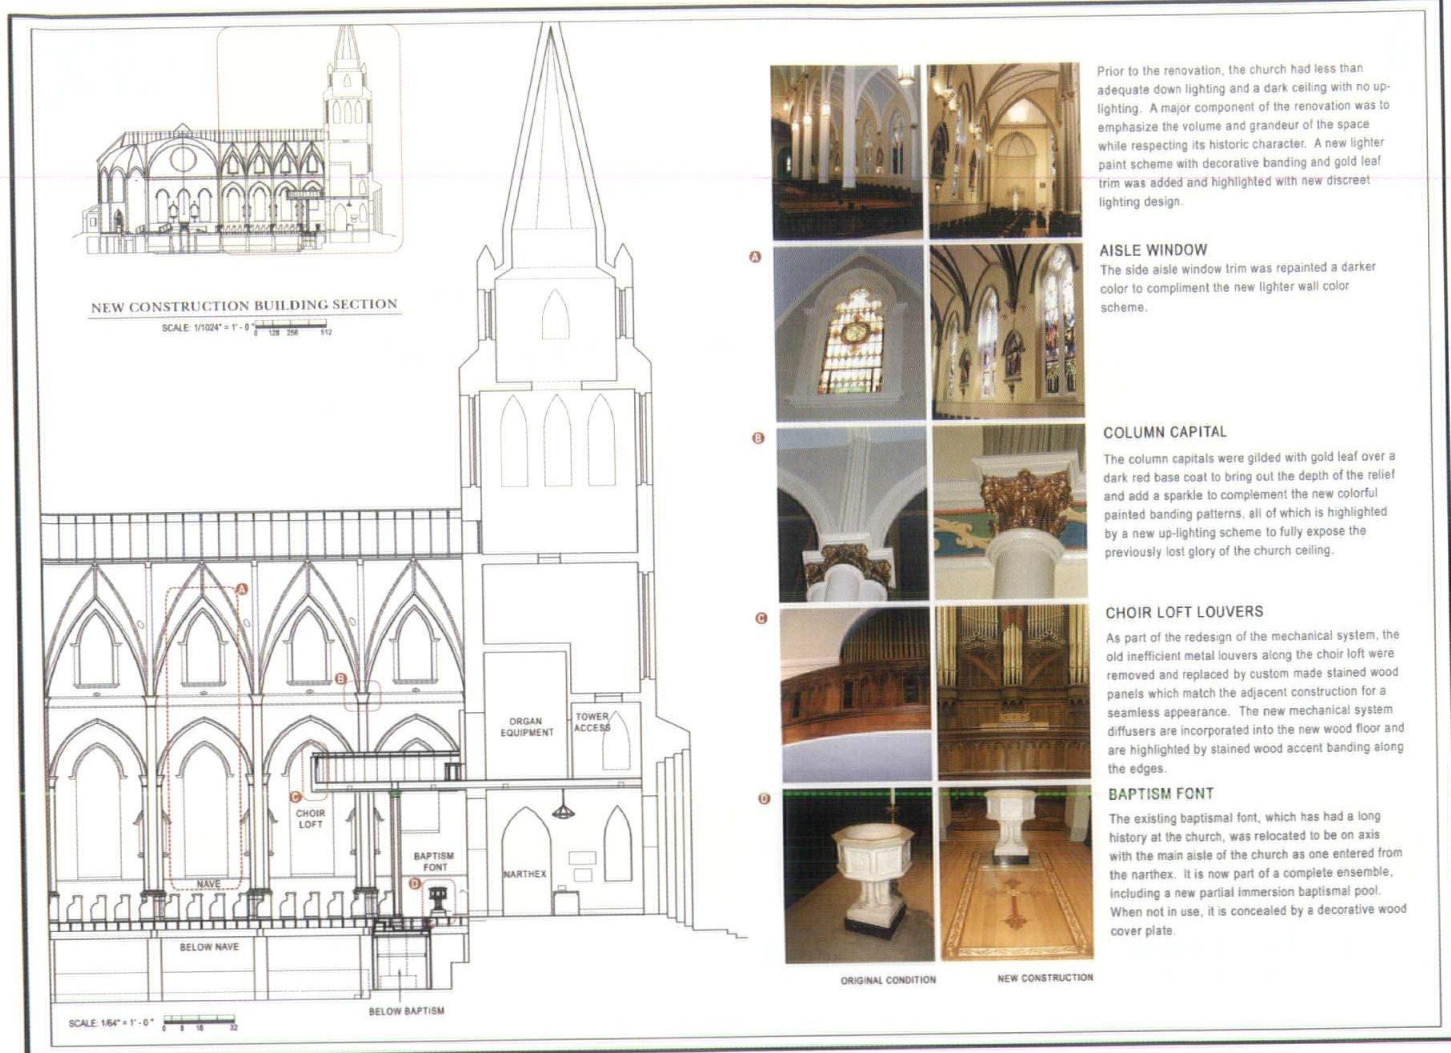 NEW CONSTRUCTION BUILDING SECTION
SCALE: 1/1024" = 1' - 0"
0 128 256 512
A
B
ORGAN
EQUIPMENT
TOWER
ACCESS
C
CHOIR
LOFT
BAPTISM
FONT
D
NARTHEX
NAVE
BELOW NAVE
BELOW BAPTISM
SCALE: 1/64" = 1' - 0"
0 8 16 32
Prior to the renovation, the church had less than
adequate down lighting and a dark ceiling with no up-
lighting. A major component of the renovation was to
emphasize the volume and grandeur of the space
while respecting its historic character. A new lighter
paint scheme with decorative banding and gold leaf
trim was added and highlighted with new discreet
lighting design.
A
AISLE WINDOW
The side aisle window trim was repainted a darker
color to compliment the new lighter wall color
scheme.
B
COLUMN CAPITAL
The column capitals were gilded with gold leaf over a
dark red base coat to bring out the depth of the relief
and add a sparkle to complement the new colorful
painted banding patterns, all of which is highlighted
by a new up-lighting scheme to fully expose the
previously lost glory of the church ceiling.
C
CHOIR LOFT LOUVERS
As part of the redesign of the mechanical system, the
old inefficient metal louvers along the choir loft were
removed and replaced by custom made stained wood
panels which match the adjacent construction for a
seamless appearance. The new mechanical system
diffusers are incorporated into the new wood floor and
are highlighted by stained wood accent banding along
the edges.
D
BAPTISM FONT
The existing baptismal font, which has had a long
history at the church, was relocated to be on axis
with the main aisle of the church as one entered from
the narthex. It is now part of a complete ensemble,
including a new partial immersion baptismal pool.
When not in use, it is concealed by a decorative wood
cover plate.
ORIGINAL CONDITION
NEW CONSTRUCTION